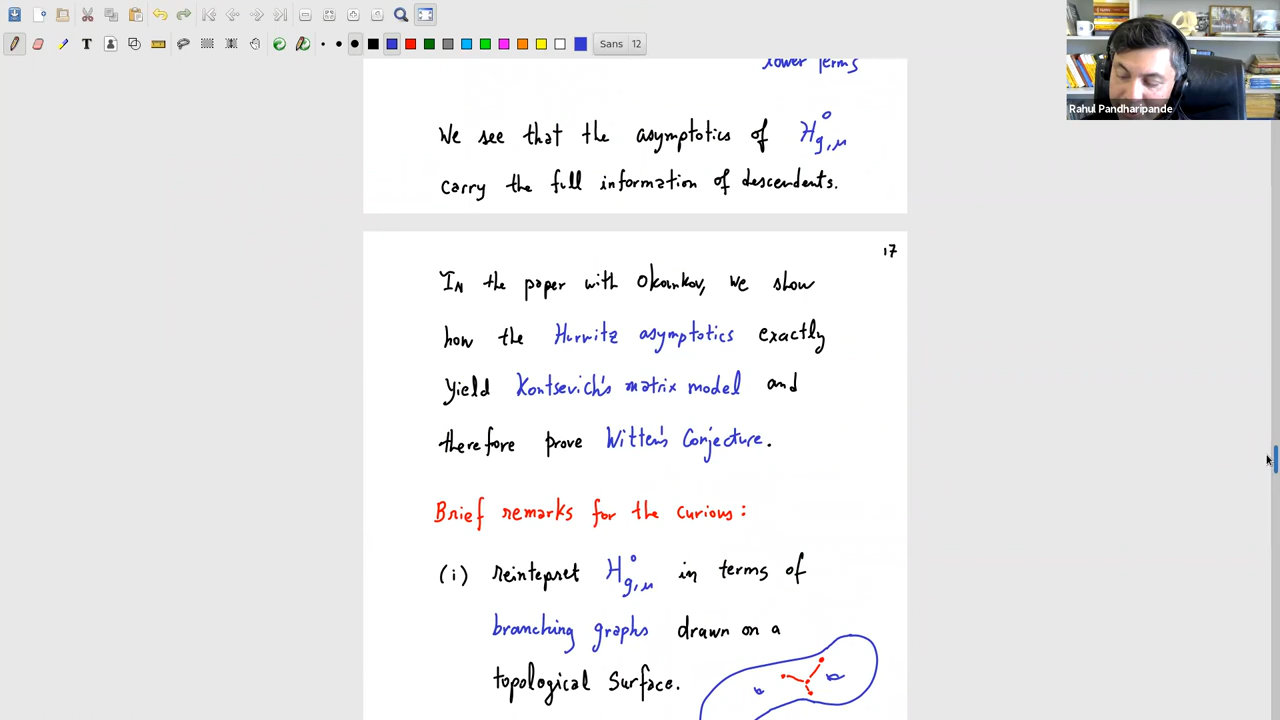 Sans 12
Rahul Pandharipande
lower terms
We see that the asymptotics of H°g,μ
carry the full information of descendents.
17
In the paper with Okounkov, we show
how the Hurwitz asymptotics exactly
yield Kontsevich's matrix model and
therefore prove Witten's Conjecture.
Brief remarks for the curious:
(i) reintepret H°g,μ in terms of
branching graphs drawn on a
topological surface.